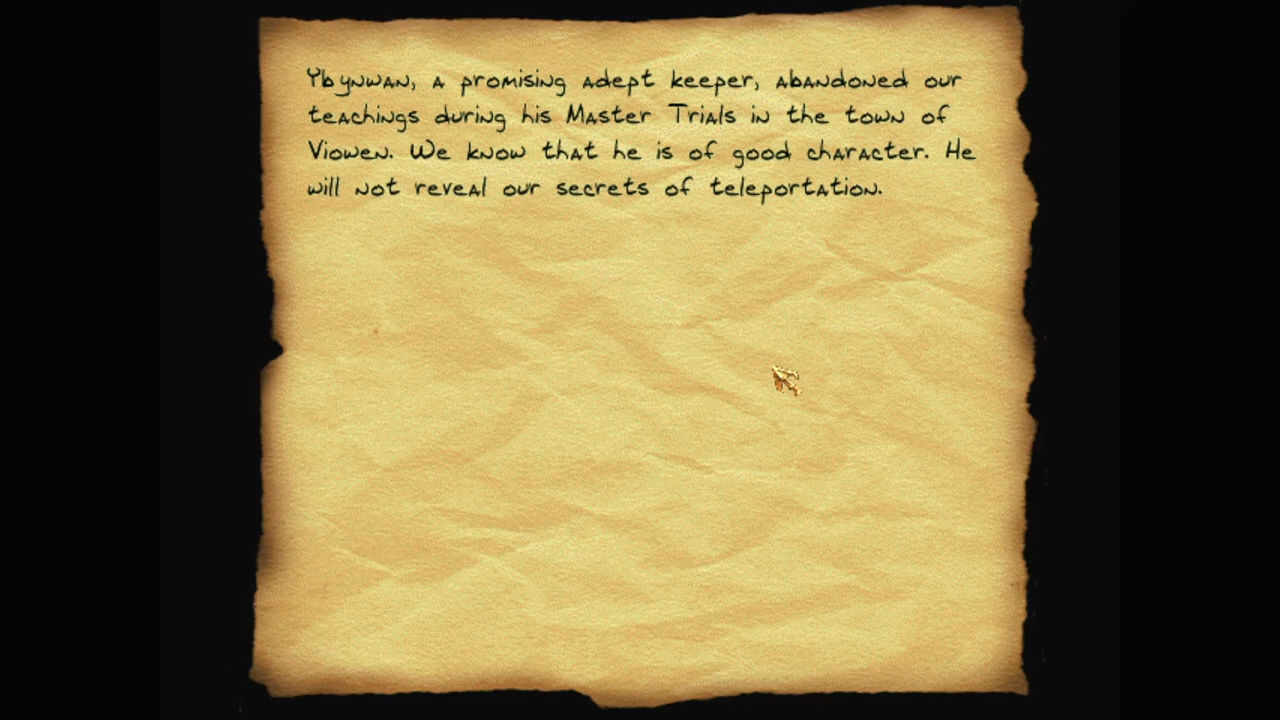 Ybynwan, a promising adept keeper, abandoned our
teachings during his Master Trials in the town of
Viowen. We know that he is of good character. He
will not reveal our secrets of teleportation.